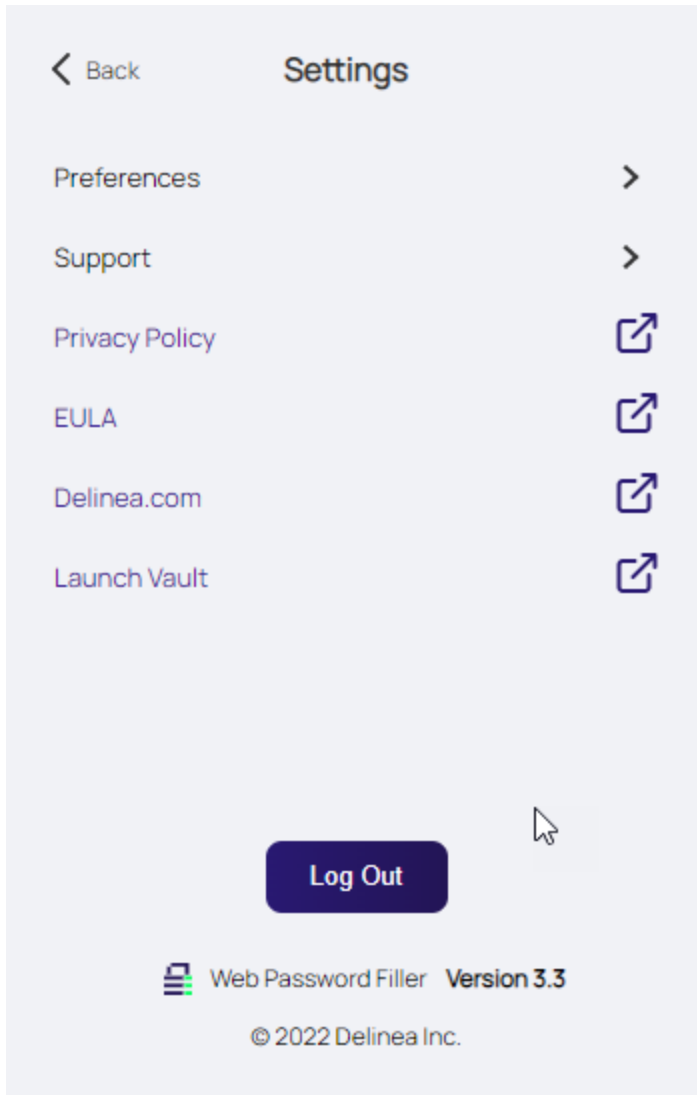 Back Settings
Preferences
Support
Privacy Policy
EULA
Delinea.com
Launch Vault
Log Out
Web Password Filler Version 3.3
© 2022 Delinea Inc.